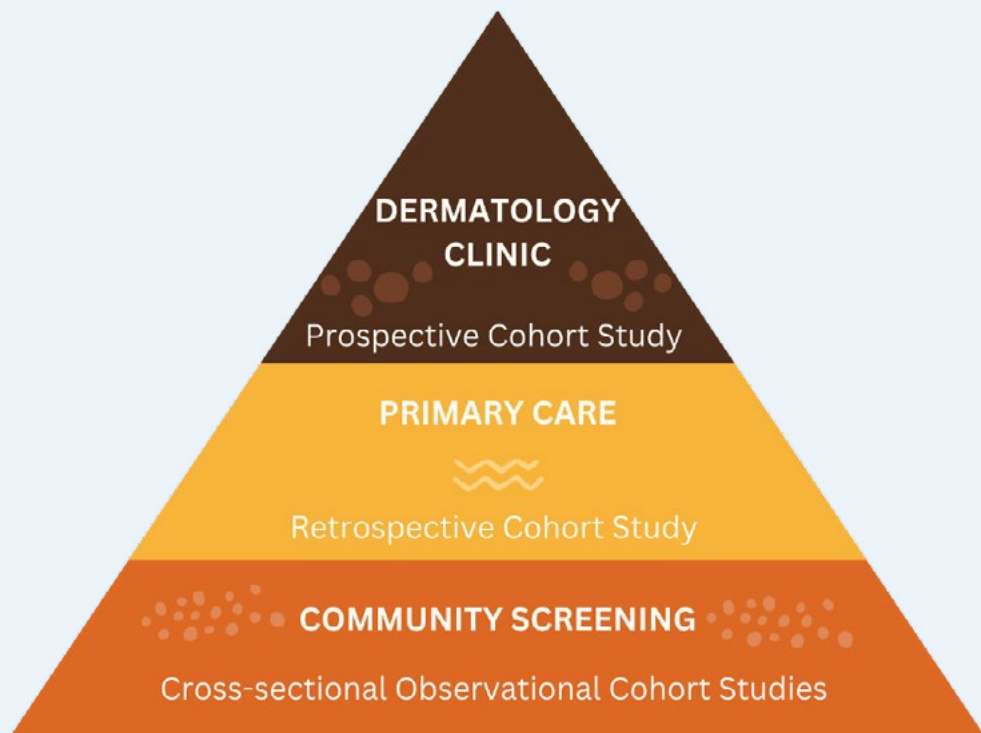 DERMATOLOGY
CLINIC
Prospective Cohort Study
PRIMARY CARE
Retrospective Cohort Study
COMMUNITY SCREENING
Cross-sectional Observational Cohort Studies